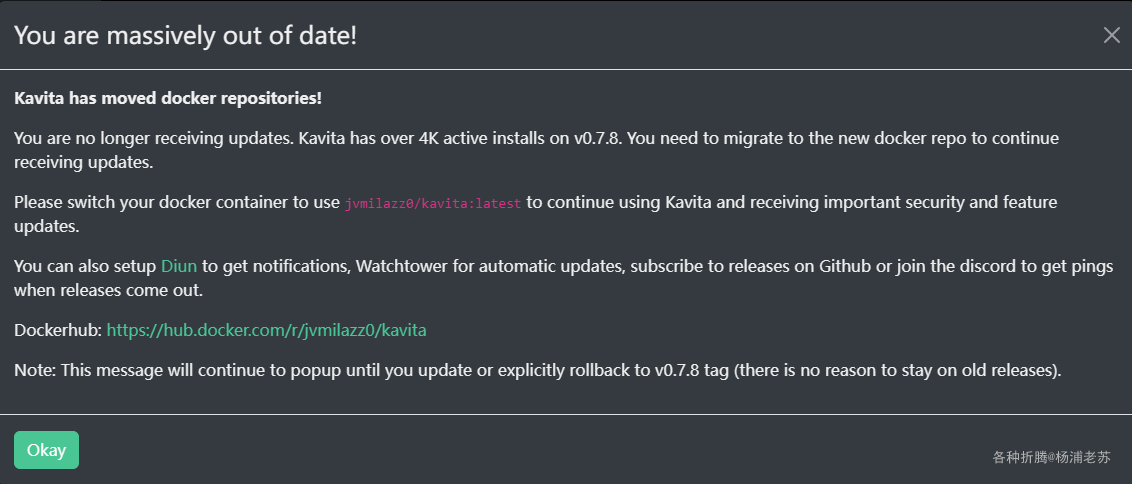 You are massively out of date!
Kavita has moved docker repositories!
You are no longer receiving updates. Kavita has over 4K active installs on v0.7.8. You need to migrate to the new docker repo to continue
receiving updates.
Please switch your docker container to use jvmilazz0/kavita:latest to continue using Kavita and receiving important security and feature
updates.
You can also setup Diun to get notifications, Watchtower for automatic updates, subscribe to releases on Github or join the discord to get pings
when releases come out.
Dockerhub: https://hub.docker.com/r/jvmilazz0/kavita
Note: This message will continue to popup until you update or explicitly rollback to v0.7.8 tag (there is no reason to stay on old releases).
Okay
各种折腾@杨浦老苏